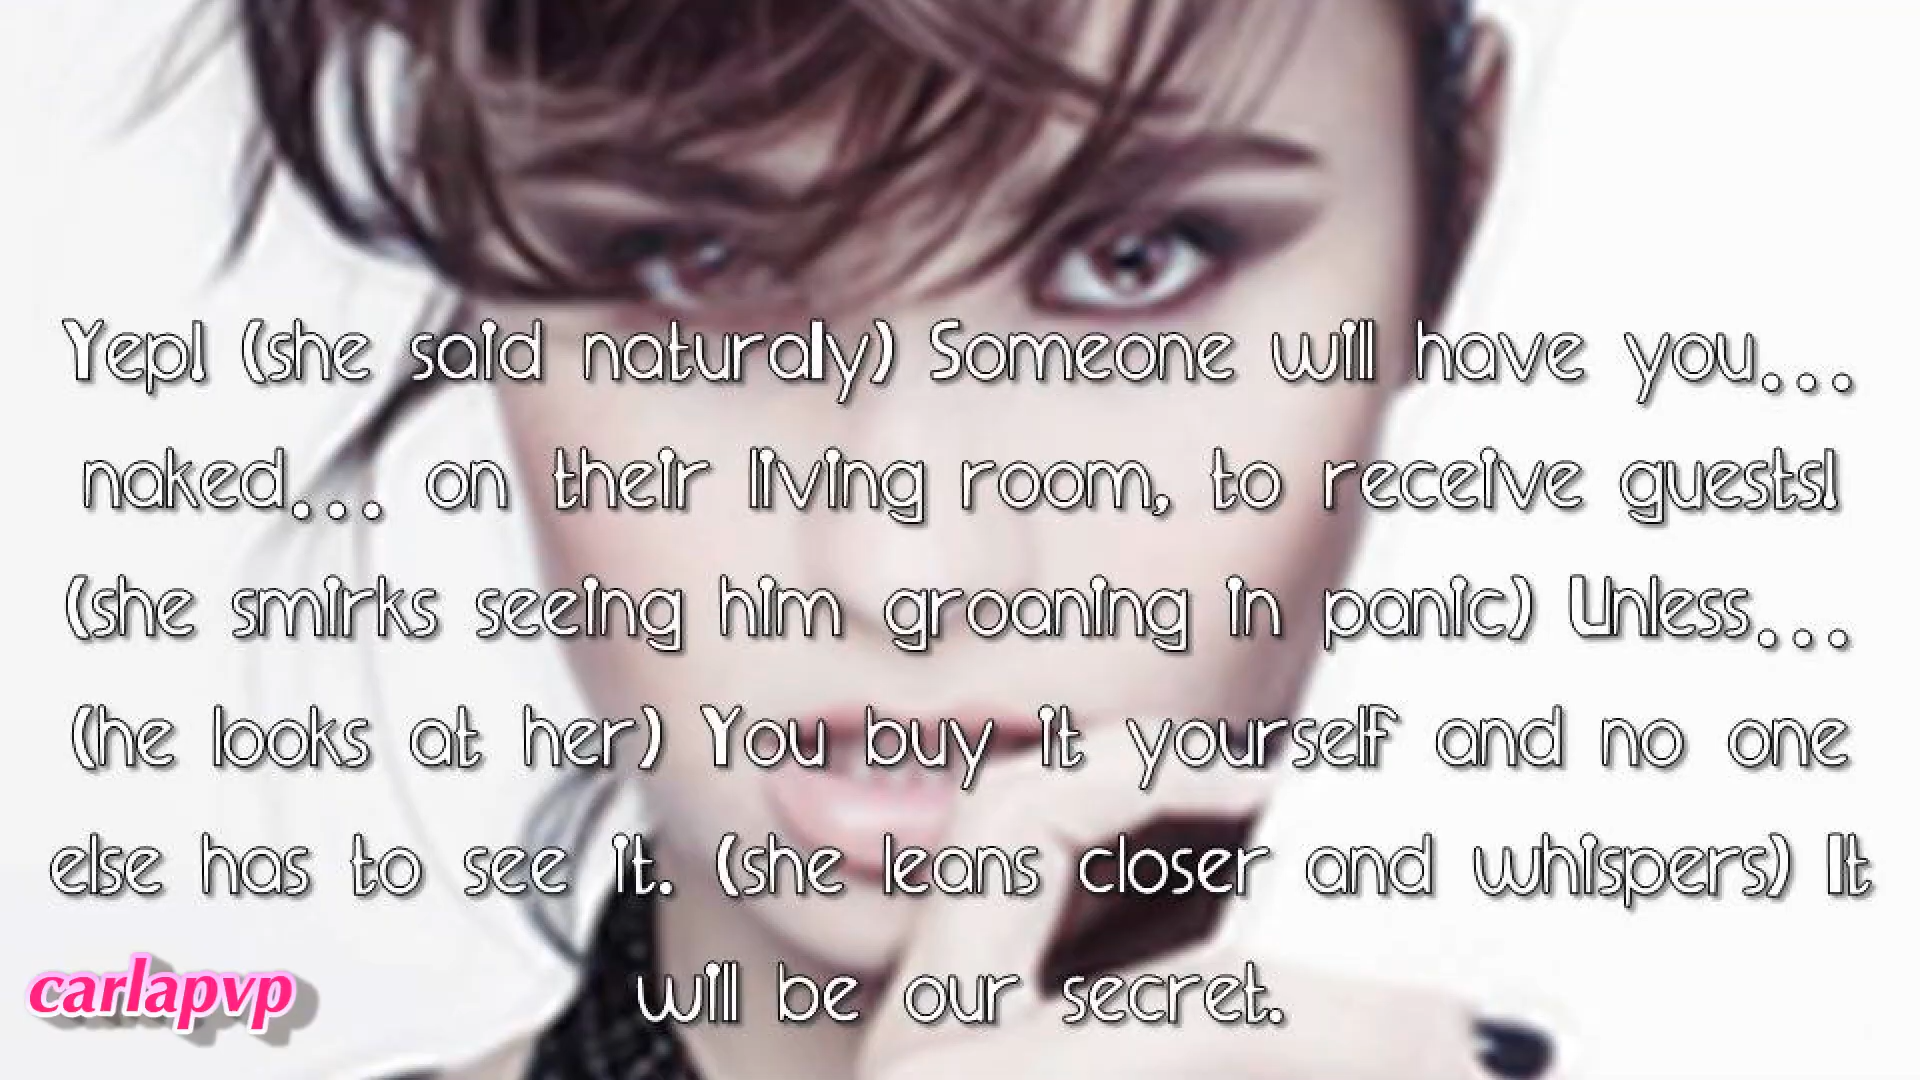 Yep! (she said naturaly) Someone will have you...
naked... on their living room, to receive guests!
(she smirks seeing him groaning in panic) Unless...
(he looks at her) You buy it yourself and no one
else has to see it. (she leans closer and whispers) It
will be our secret.
carlapvp